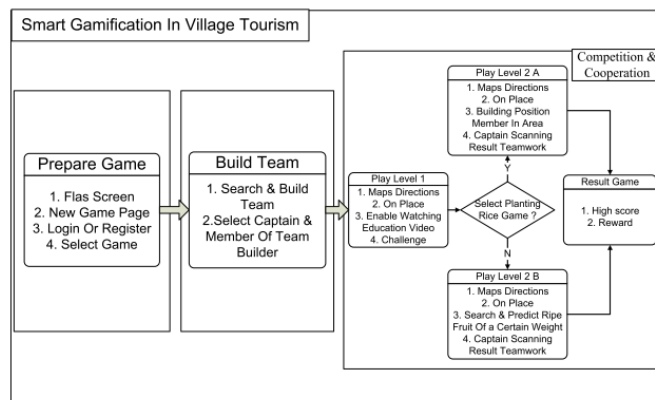 Smart Gamification In Village Tourism
Competition &
Cooperation
Prepare Game
1. Flas Screen
2. New Game Page
3. Login Or Register
4. Select Game
Build Team
1. Search & Build
Team
2.Select Captain &
Member Of Team
Builder
Play Level 1
1. Maps Directions
2. On Place
3. Enable Watching
Education Video
4. Challenge
Select Planting
Rice Game ?
Y
N
Play Level 2 A
1. Maps Directions
2. On Place
3. Building Position
Member In Area
4. Captain Scanning
Result Teamwork
Play Level 2 B
1. Maps Directions
2. On Place
3. Search & Predict Ripe
Fruit Of a Certain Weight
4. Captain Scanning
Result Teamwork
Result Game
1. High score
2. Reward